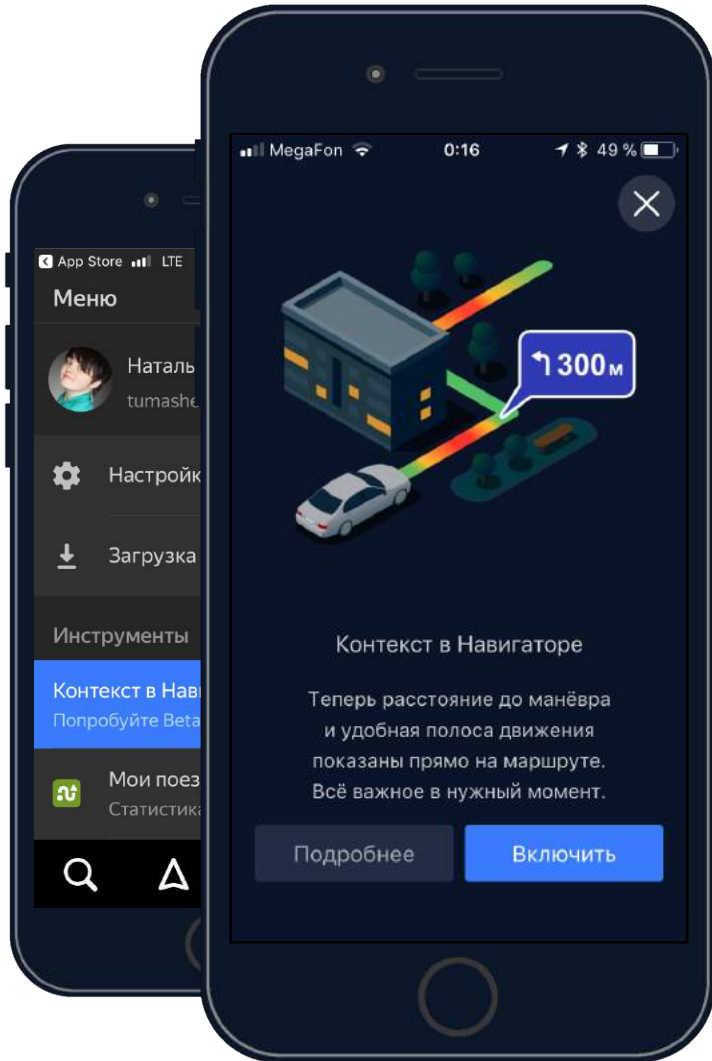 MegaFon 0:16 49 %
300м
Контекст в Навигаторе
Теперь расстояние до манёвра
и удобная полоса движения
показаны прямо на маршруте.
Всё важное в нужный момент.
Подробнее Включить
App Store LTE
Меню
Наталь
tumashe
Настройк
Загрузка
Инструменты
Контекст в Нав
Попробуйте Beta
Мои поез
Статистика